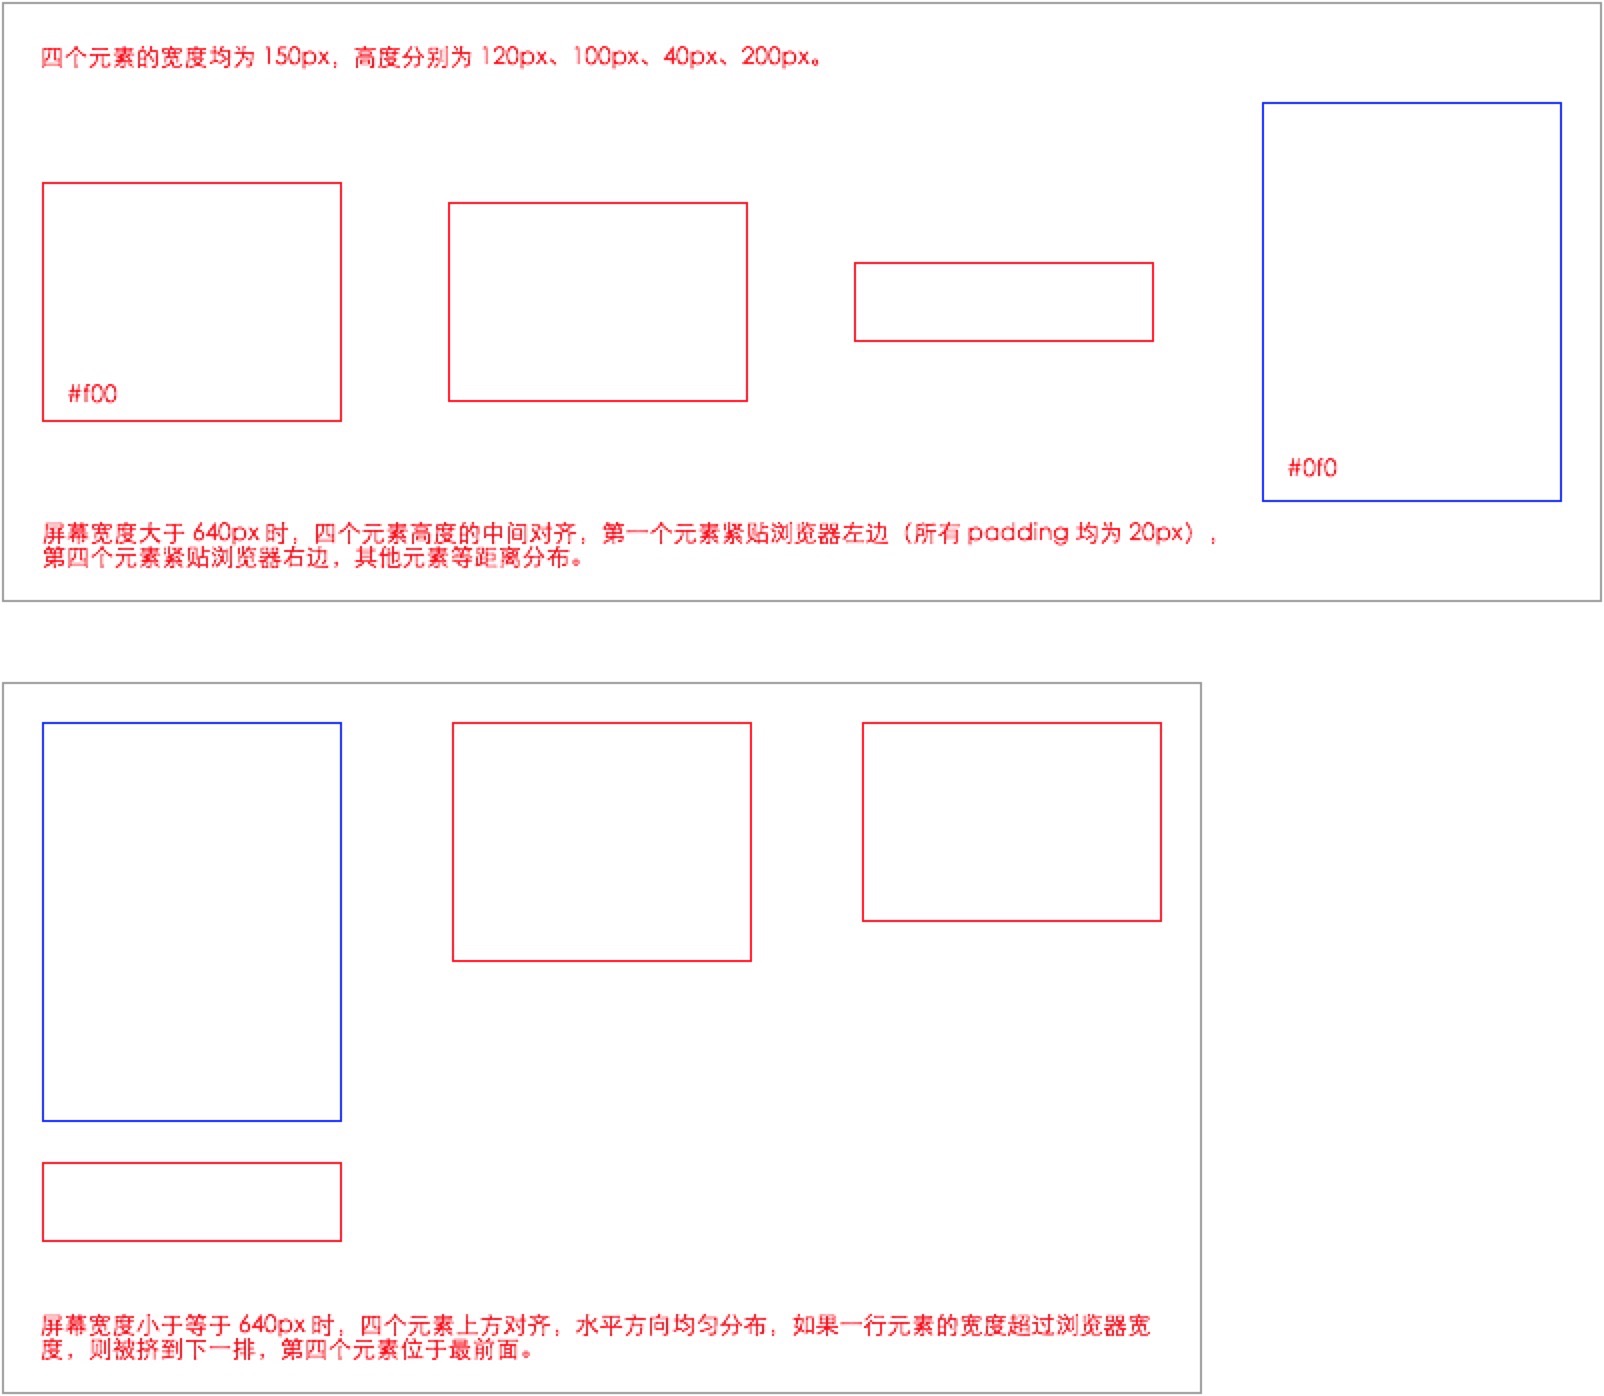 四个元素的宽度均为 150px，高度分别为 120px、100px、40px、200px。
#f00
#0f0
屏幕宽度大于 640px 时，四个元素高度的中间对齐，第一个元素紧贴浏览器左边（所有 padding 均为 20px），
第四个元素紧贴浏览器右边，其他元素等距离分布。
屏幕宽度小于等于 640px 时，四个元素上方对齐，水平方向均匀分布，如果一行元素的宽度超过浏览器宽
度，则被挤到下一排，第四个元素位于最前面。